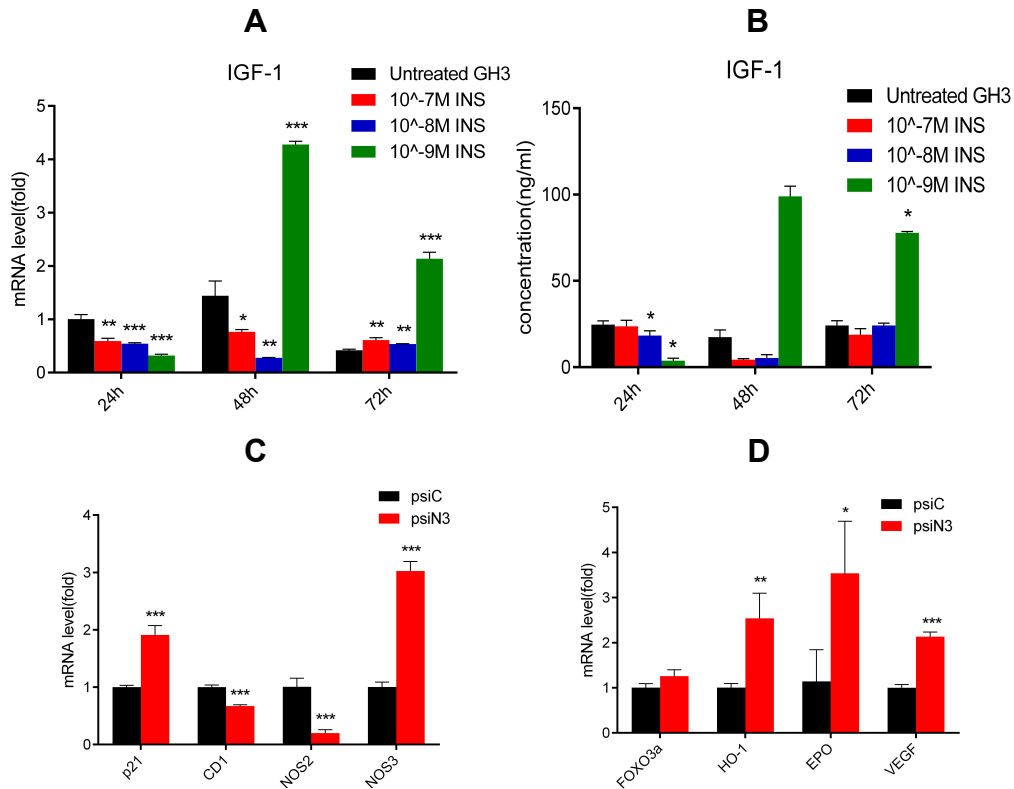 A
IGF-1
Untreated GH3
10^-7M INS
10^-8M INS
10^-9M INS
mRNA level(fold)
5
4
3
2
1
0
** *** ***
* ** ***
** ** ***
24h 48h 72h
B
IGF-1
Untreated GH3
10^-7M INS
10^-8M INS
10^-9M INS
concentration(ng/ml)
150
100
50
0
* *
*
24h 48h 72h
C
psiC
psiN3
mRNA level(fold)
4
3
2
1
0
*** *** *** ***
p21 CD1 NOS2 NOS3
D
psiC
psiN3
mRNA level(fold)
5
4
3
2
1
0
** * ***
FOXO3a HO-1 EPO VEGF